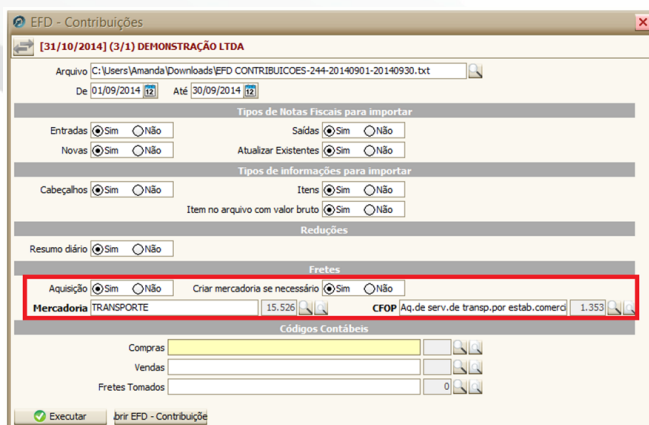 EFD - Contribuições
[31/10/2014] (3/1) DEMONSTRAÇÃO LTDA
Arquivo C:\Users\Amanda\Downloads\EFD CONTRIBUICOES-244-20140901-20140930.txt
De 01/09/2014 12 Até 30/09/2014 12
Tipos de Notas Fiscais para importar
Entradas Sim Não Saídas Sim Não
Novas Sim Não Atualizar Existentes Sim Não
Tipos de informações para importar
Cabeçalhos Sim Não Itens Sim Não
Item no arquivo com valor bruto Sim Não
Reduções
Resumo diário Sim Não
Fretes
Aquisição Sim Não Criar mercadoria se necessário Sim Não
Mercadoria TRANSPORTE 15.526 CFOP Aq.de serv.de transp.por estab.comerc 1.353
Códigos Contábeis
Compras
Vendas
Fretes Tomados 0
Executar brir EFD - Contribuiçõe